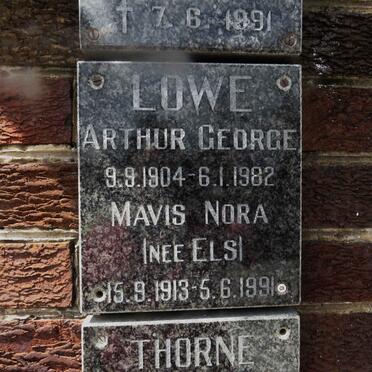 † 7. 6. 1991
LOWE
ARTHUR GEORGE
9.9.1904-6.1.1982
MAVIS NORA
(NEE ELS)
15.9.1913-5.6.1991
THORNE